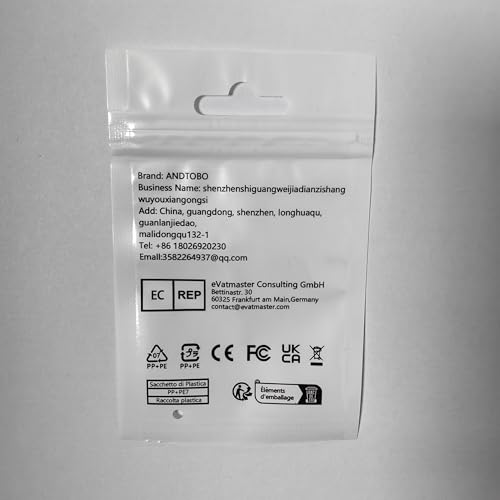 Brand: ANDTOBO
Business Name: shenzhenshiguangweijiadianzishang
wuyouxiangongsi
Add: China, guangdong, shenzhen, longhuaqu,
guanlanjiedao,
malidongqu132-1
Tel: +86 18026920230
Emall:3582264937@qq.com
EC REP
eVatmaster Consulting GmbH
Bettinastr. 30
60325 Frankfurt am Main,Germany
contact@evatmaster.com
07
PP+PE
プラ
PP+PE
CE
FC
UK
CA
Sacchetto di Plastica
PP+PE7
Raccolta plastica
Éléments
d'emballage